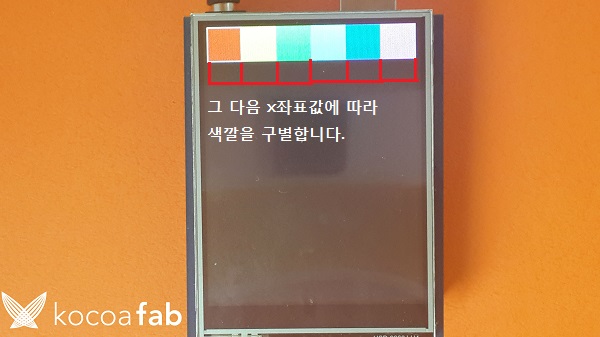 그 다음 x좌표값에 따라
색깔을 구별합니다.
kocoafab